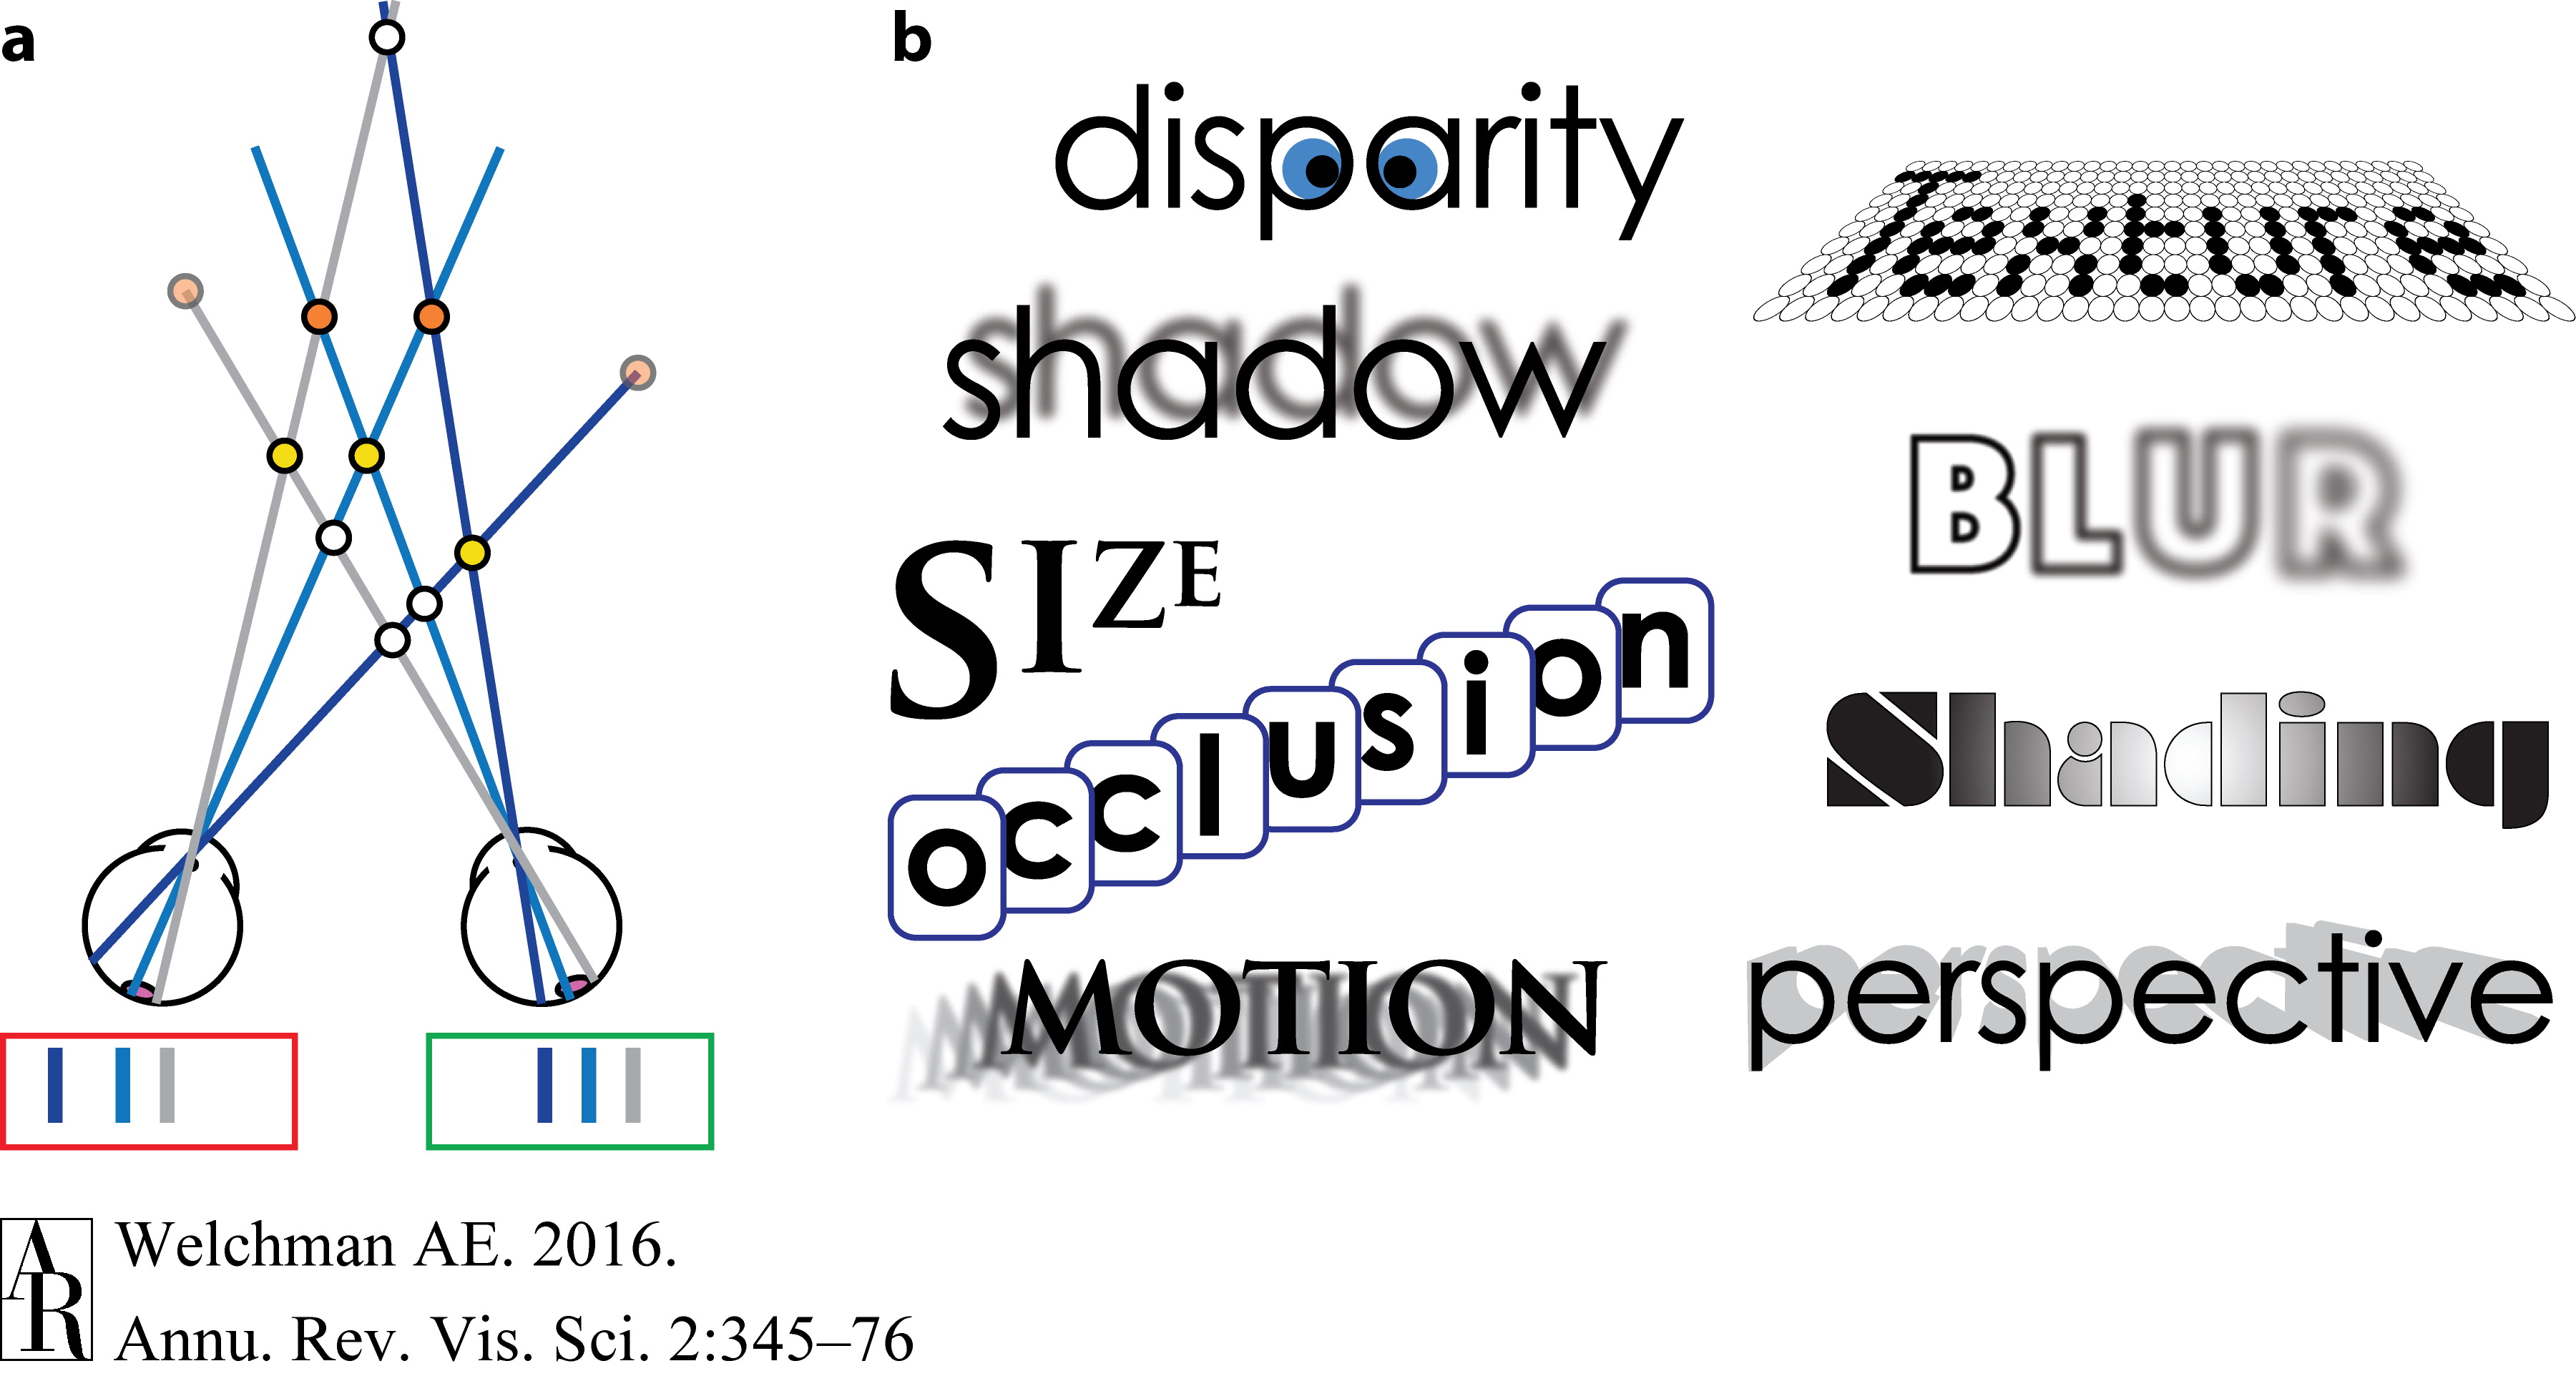 a
b
disparity
shadow
SIZE
occlusion
MOTION
Texture
BLUR
Shading
perspective
AR
Welchman AE. 2016.
Annu. Rev. Vis. Sci. 2:345–76